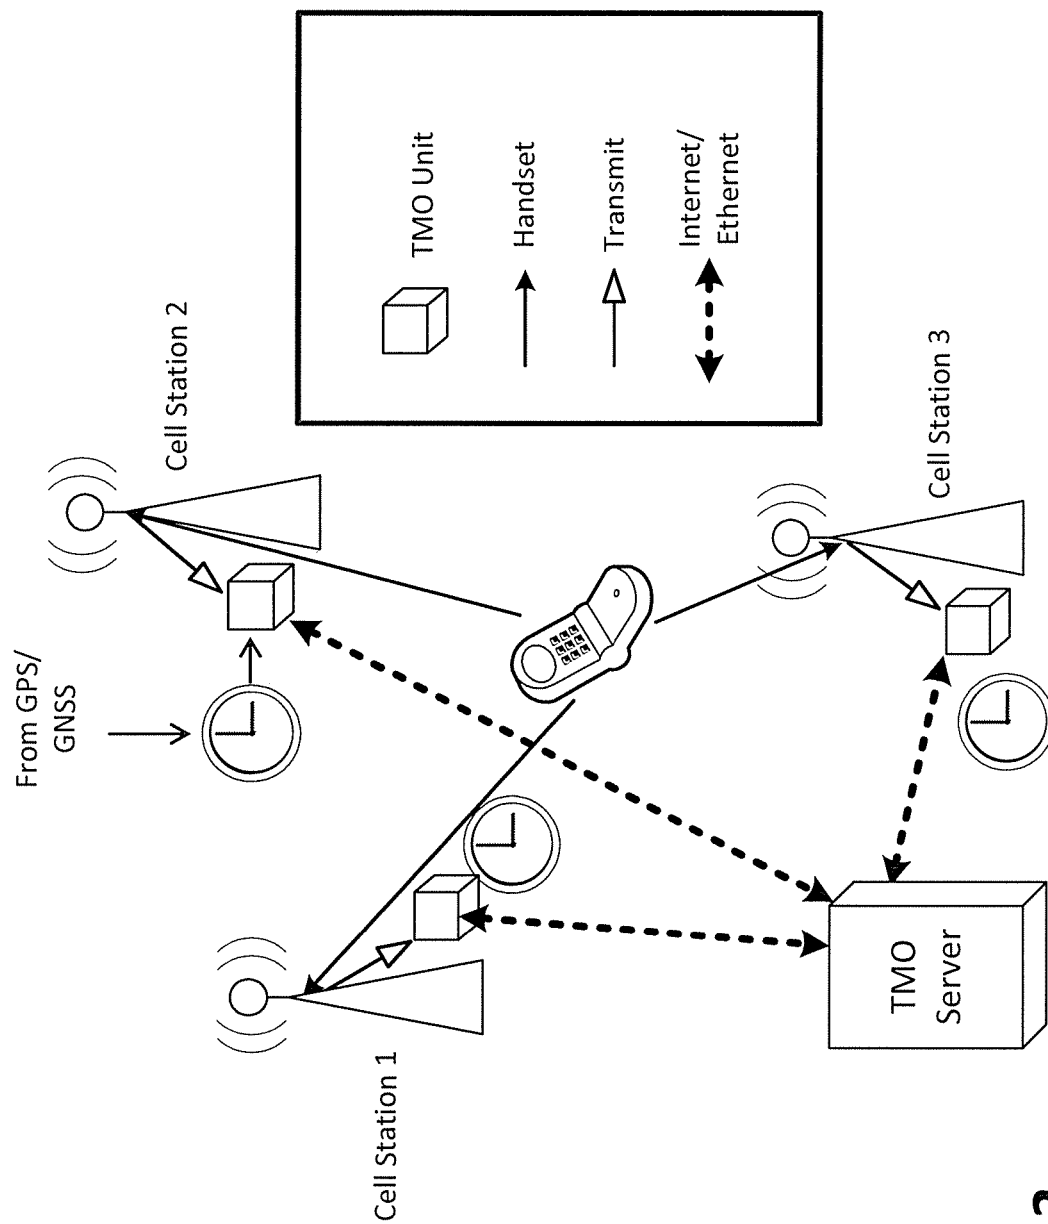 From GPS/
GNSS
Cell Station 2
Cell Station 1
Cell Station 3
TMO
Server
TMO Unit
Handset
Transmit
Internet/
Ethernet